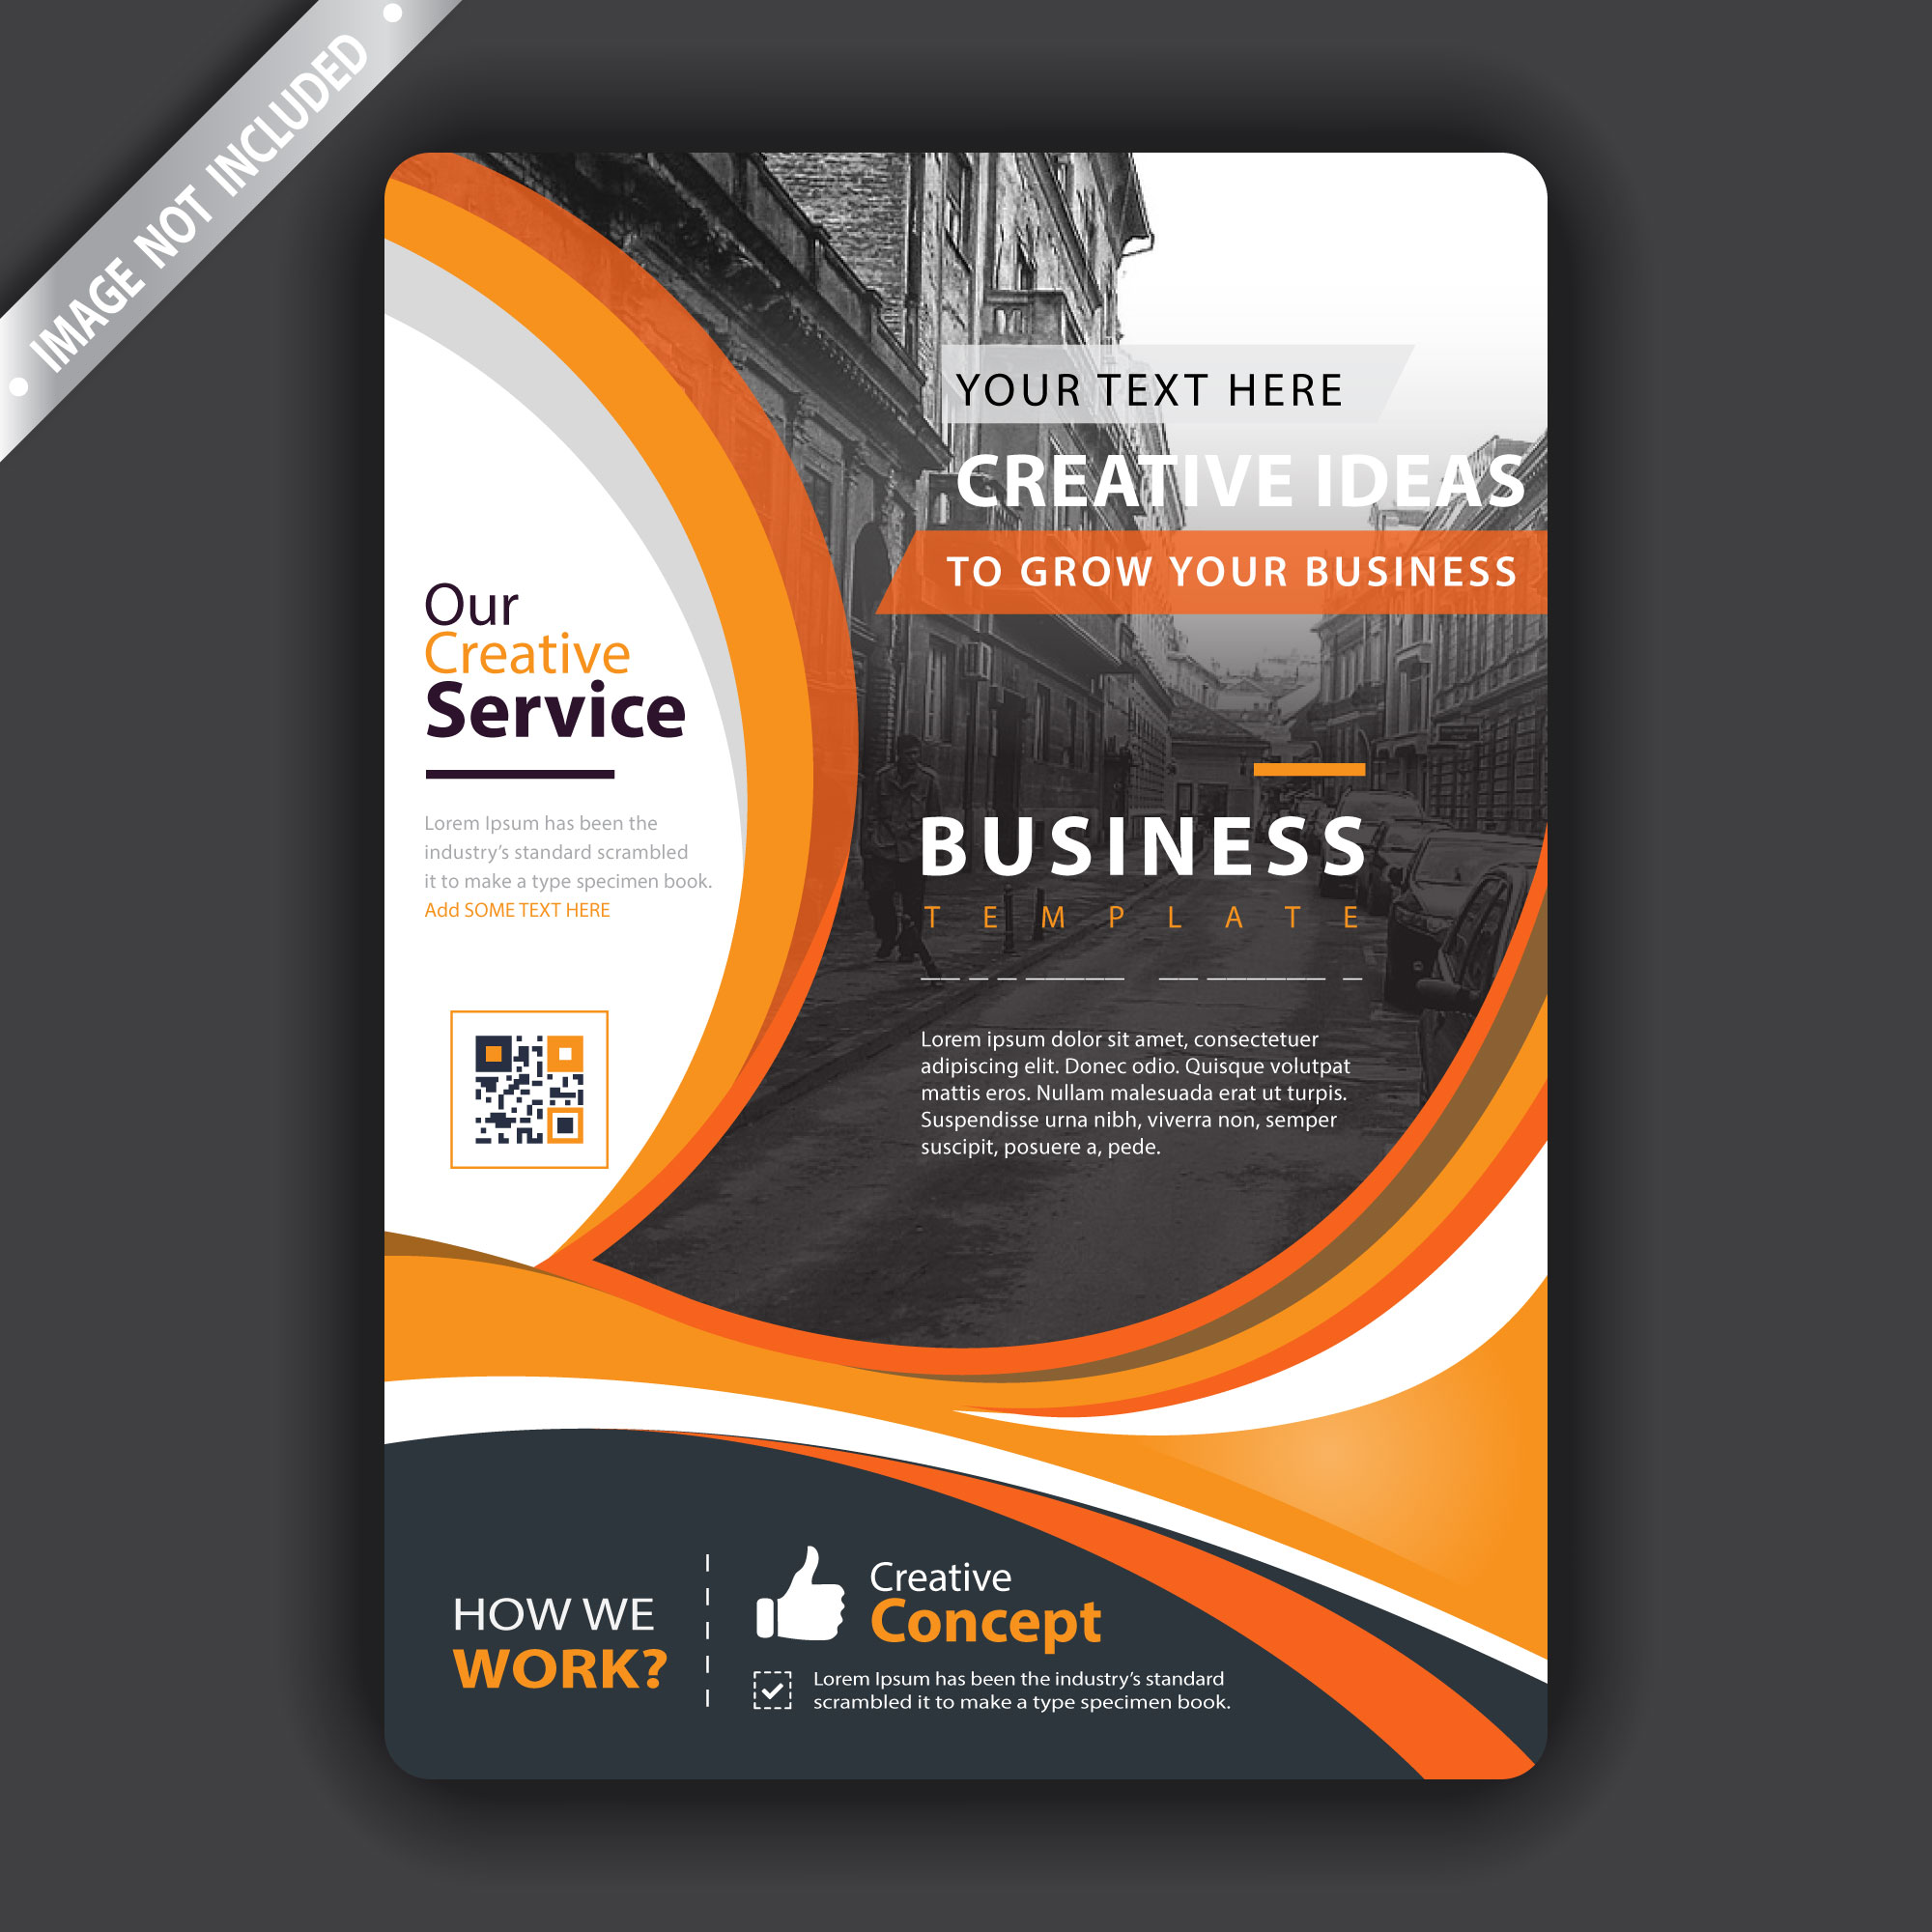 IMAGE NOT INCLUDED
YOUR TEXT HERE
CREATIVE IDEAS
TO GROW YOUR BUSINESS
Our
Creative
Service
Lorem Ipsum has been the
industry’s standard scrambled
it to make a type specimen book.
Add SOME TEXT HERE
BUSINESS
TEMPLATE
Lorem ipsum dolor sit amet, consectetuer
adipiscing elit. Donec odio. Quisque volutpat
mattis eros. Nullam malesuada erat ut turpis.
Suspendisse urna nibh, viverra non, semper
suscipit, posuere a, pede.
HOW WE
WORK?
Creative
Concept
Lorem Ipsum has been the industry’s standard
scrambled it to make a type specimen book.